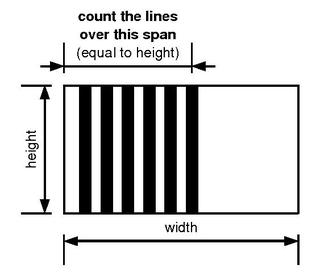 count the lines
over this span
(equal to height)
height
width